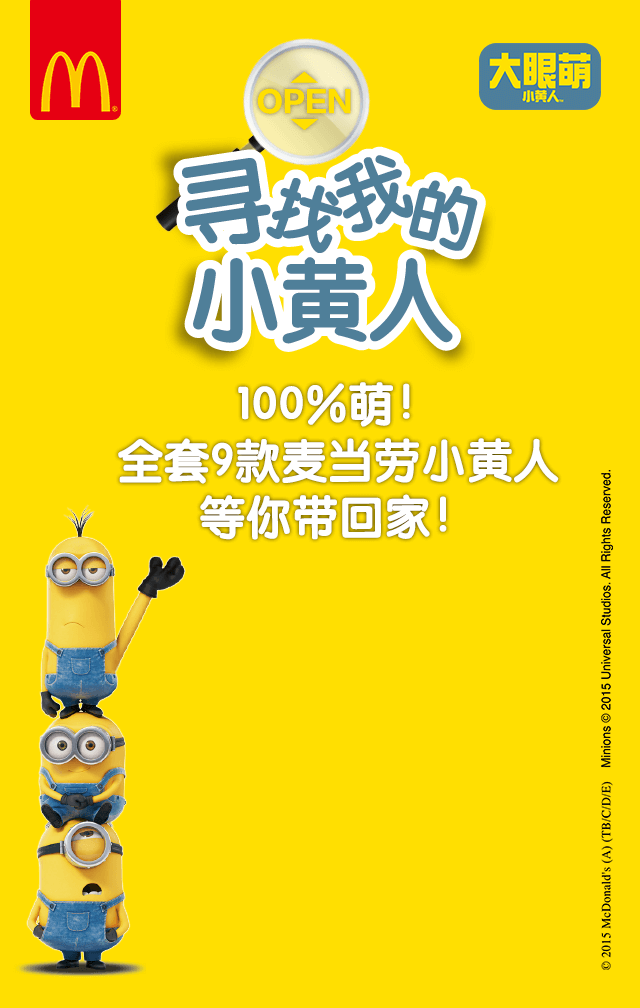 大眼萌
小黄人™
OPEN
寻找我的
小黄人
100%萌！
全套9款麦当劳小黄人
等你带回家！
© 2015 McDonald's (A) (TB/C/D/E)
Minions © 2015 Universal Studios. All Rights Reserved.